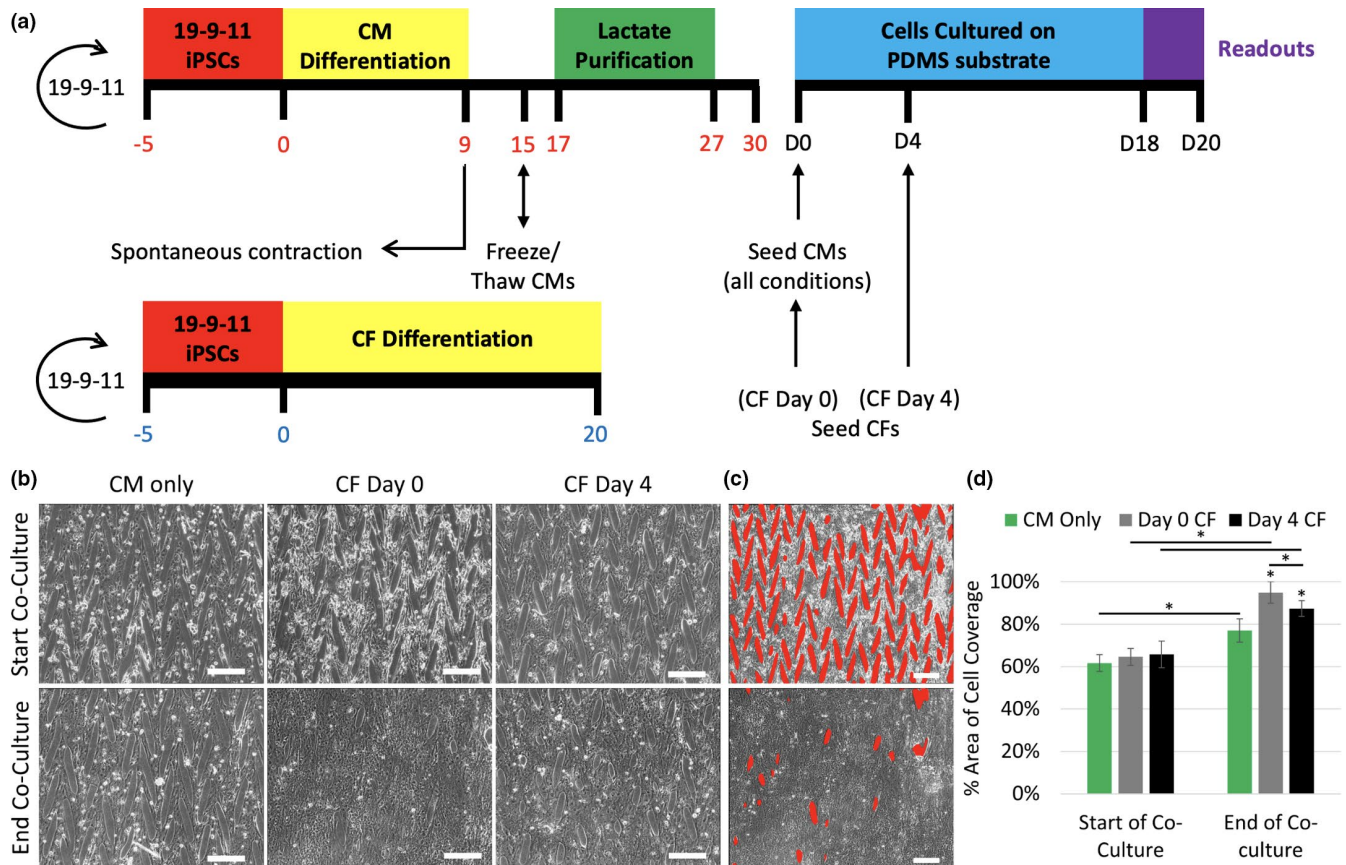 (a)
19-9-11
iPSCs
CM
Differentiation
Lactate
Purification
Cells Cultured on
PDMS substrate
Readouts
19-9-11
-5
0
9
15
17
27
30
D0
D4
D18
D20
Spontaneous contraction
Freeze/
Thaw CMs
Seed CMs
(all conditions)
19-9-11
iPSCs
CF Differentiation
19-9-11
-5
0
20
(CF Day 0)
(CF Day 4)
Seed CFs
(b)
CM only
CF Day 0
CF Day 4
(c)
(d)
Start Co-Culture
End Co-Culture
CM Only
Day 0 CF
Day 4 CF
*
*
*
*
*
*
% Area of Cell Coverage
100%
80%
60%
40%
20%
0%
Start of Co-
Culture
End of Co-
culture